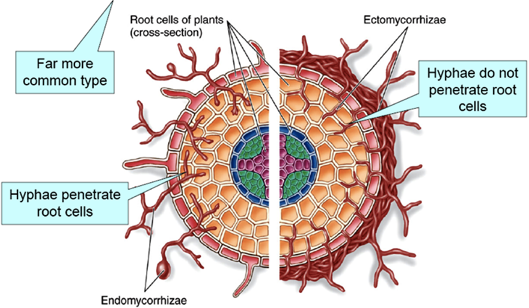 Root cells of plants
(cross-section)
Ectomycorrhizae
Far more
common type
Hyphae do not
penetrate root
cells
Hyphae penetrate
root cells
Endomycorrhizae